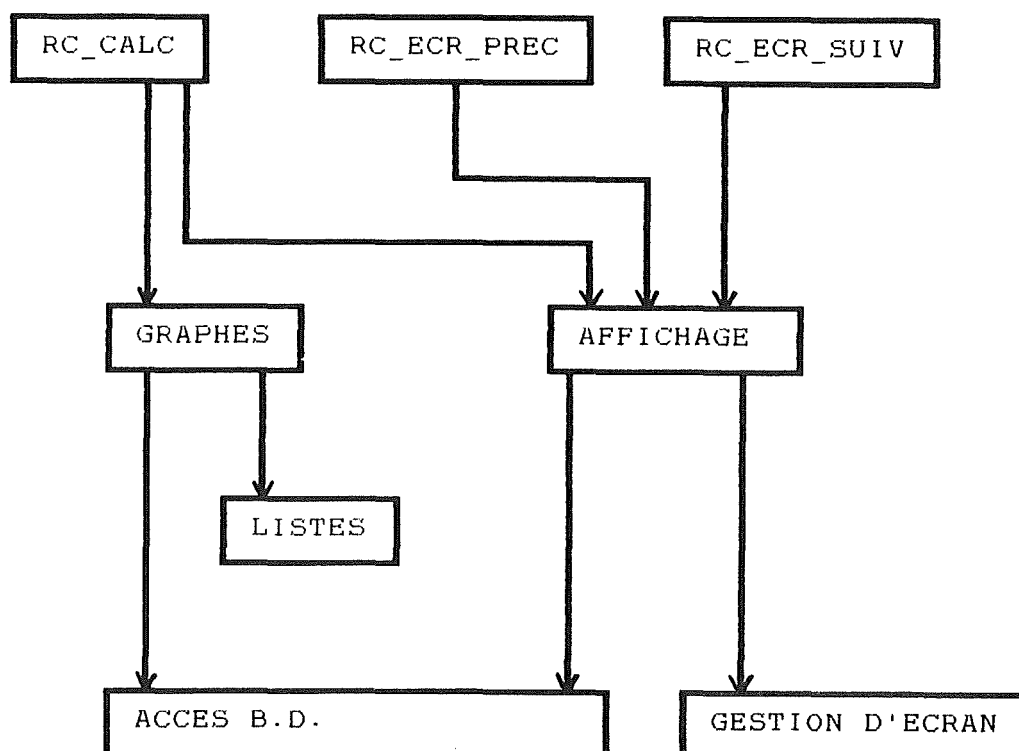 RC_CALC
RC_ECR_PREC
RC_ECR_SUIV
GRAPHES
AFFICHAGE
LISTES
ACCES B.D.
GESTION D'ECRAN